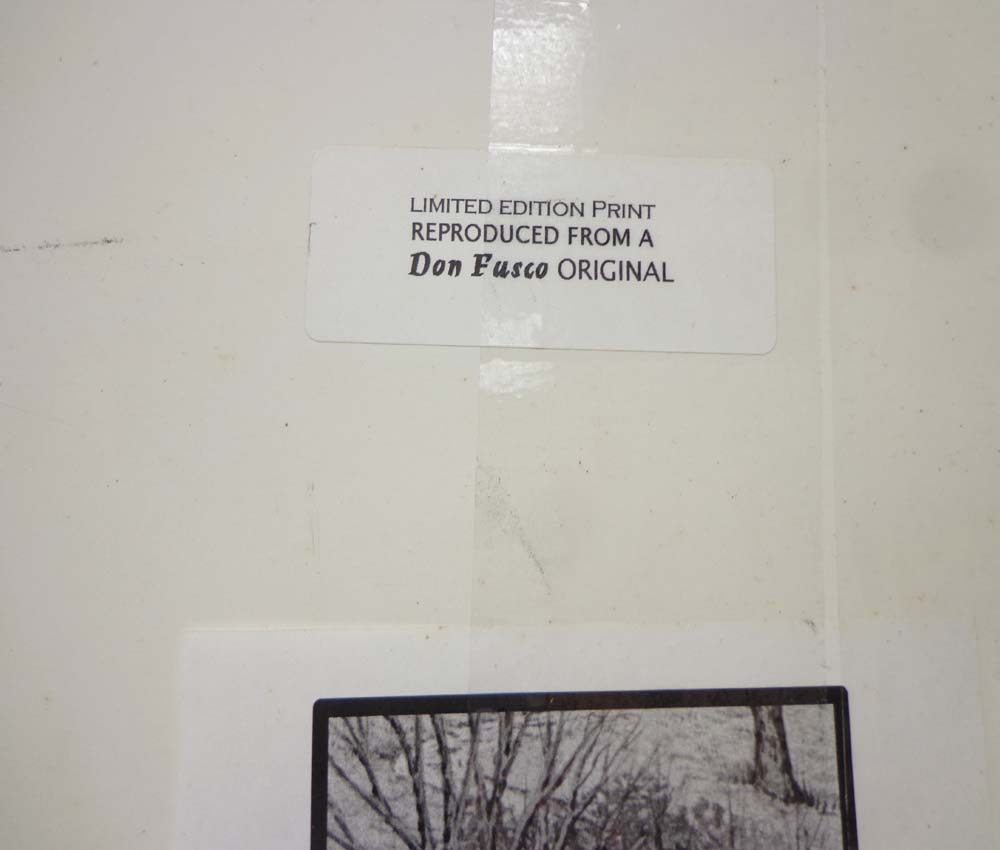 LIMITED EDITION PRINT
REPRODUCED FROM A
Don Fusco ORIGINAL